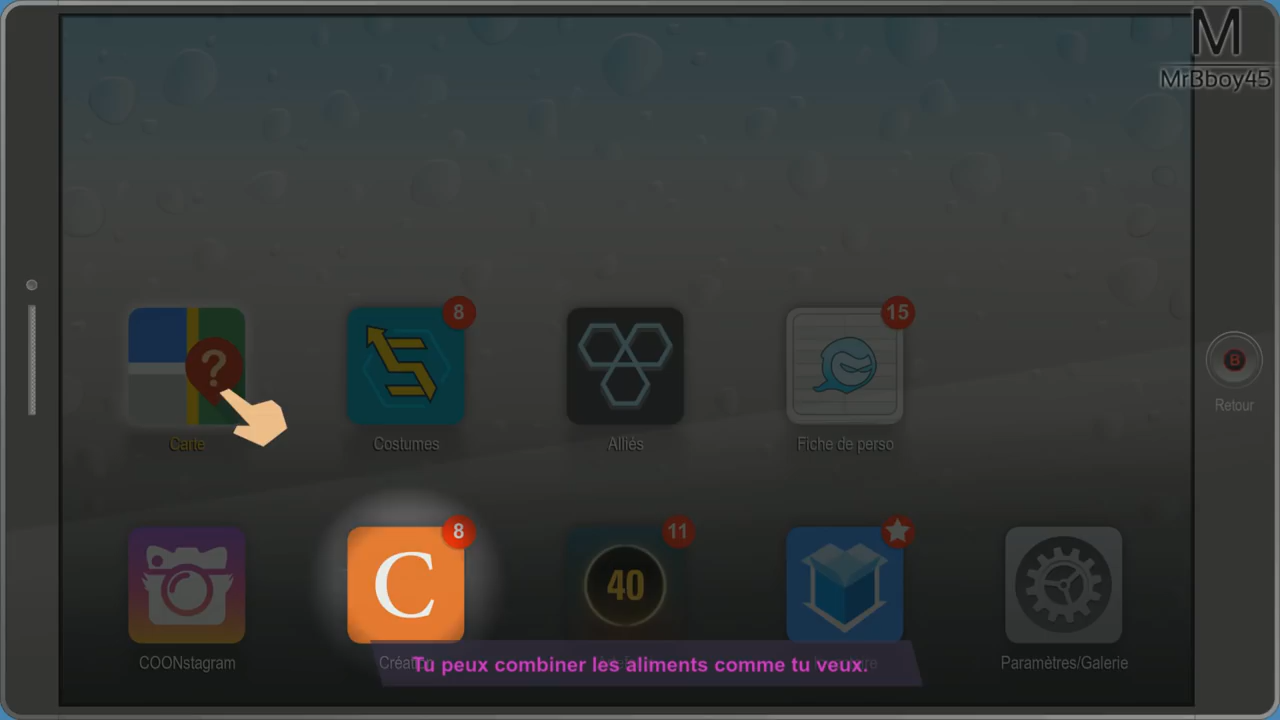 M
MrBboy45
8
15
?
B
Carte
Costumes
Alliés
Fiche de perso
Retour
8
11
C
40
COONstagram
Tu peux combiner les aliments comme tu veux.
Paramètres/Galerie